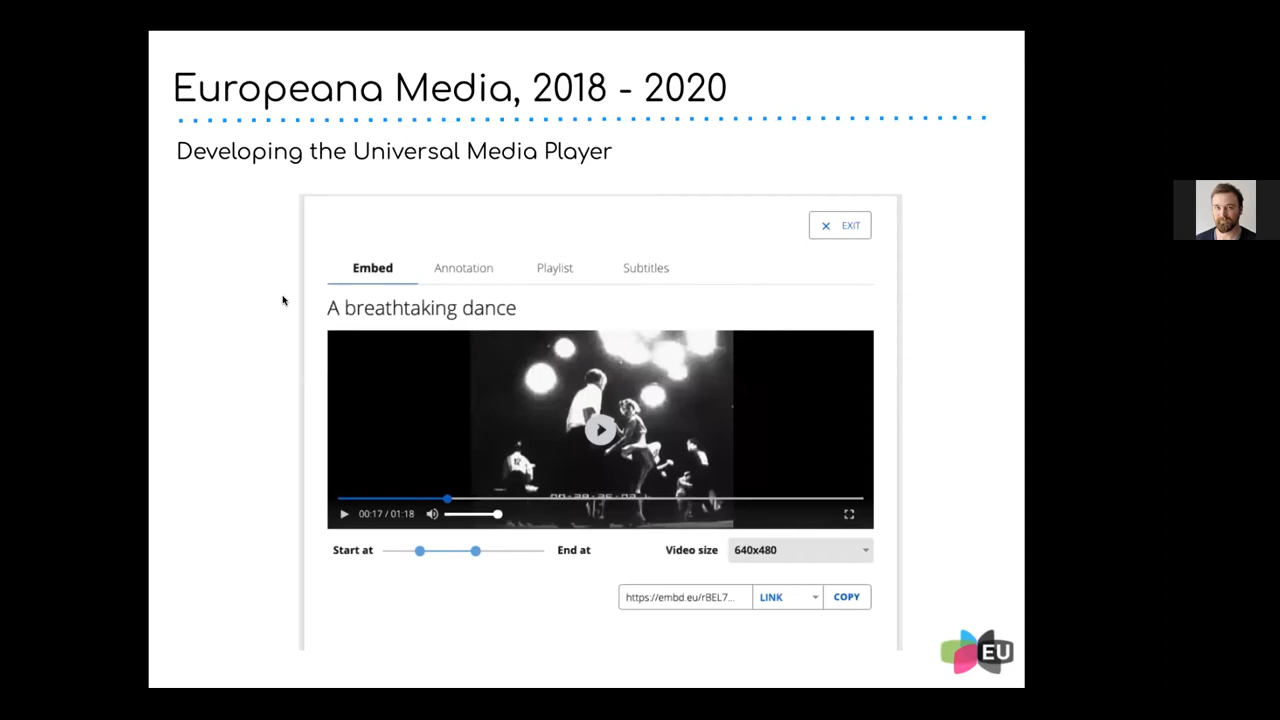 Europeana Media, 2018 - 2020
Developing the Universal Media Player
EXIT
Embed Annotation Playlist Subtitles
A breathtaking dance
12
00:17 / 01:18
Start at End at Video size 640x480
https://embd.eu/rBEL7... LINK COPY
EU